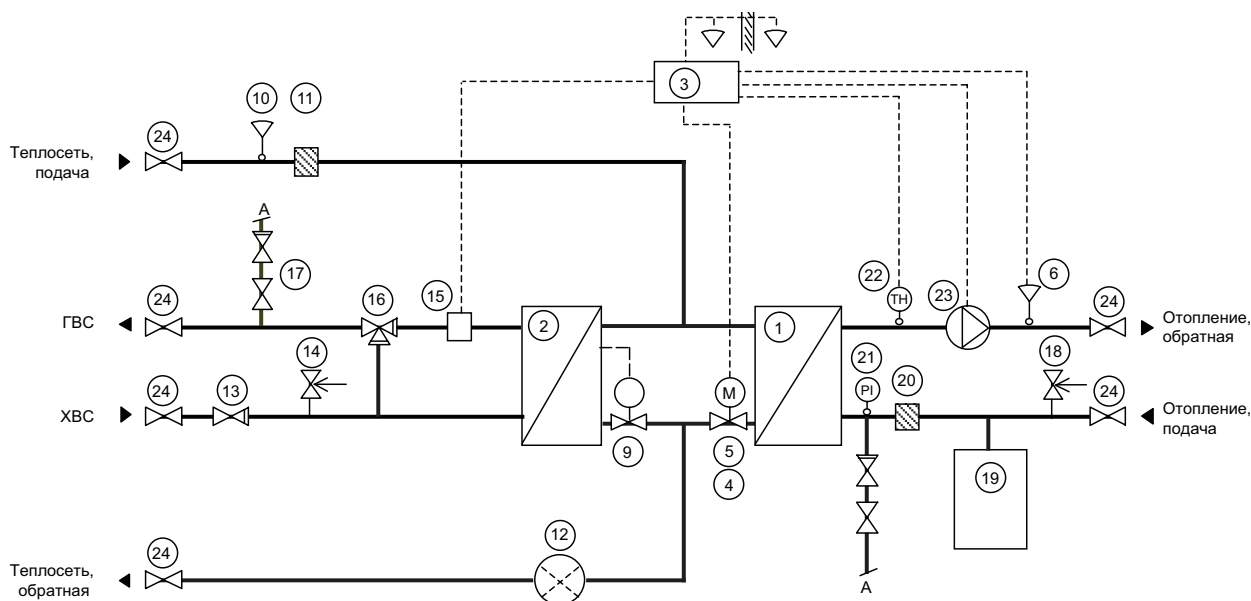 3
10
11
24
Теплосеть,
подача
A
17
22
6
24
16
15
23
24
TH
ГВС
2
1
Отопление,
обратная
14
21
18
24
13
20
24
M
PI
ХВС
Отопление,
подача
9
5
4
19
12
24
Теплосеть,
обратная
A